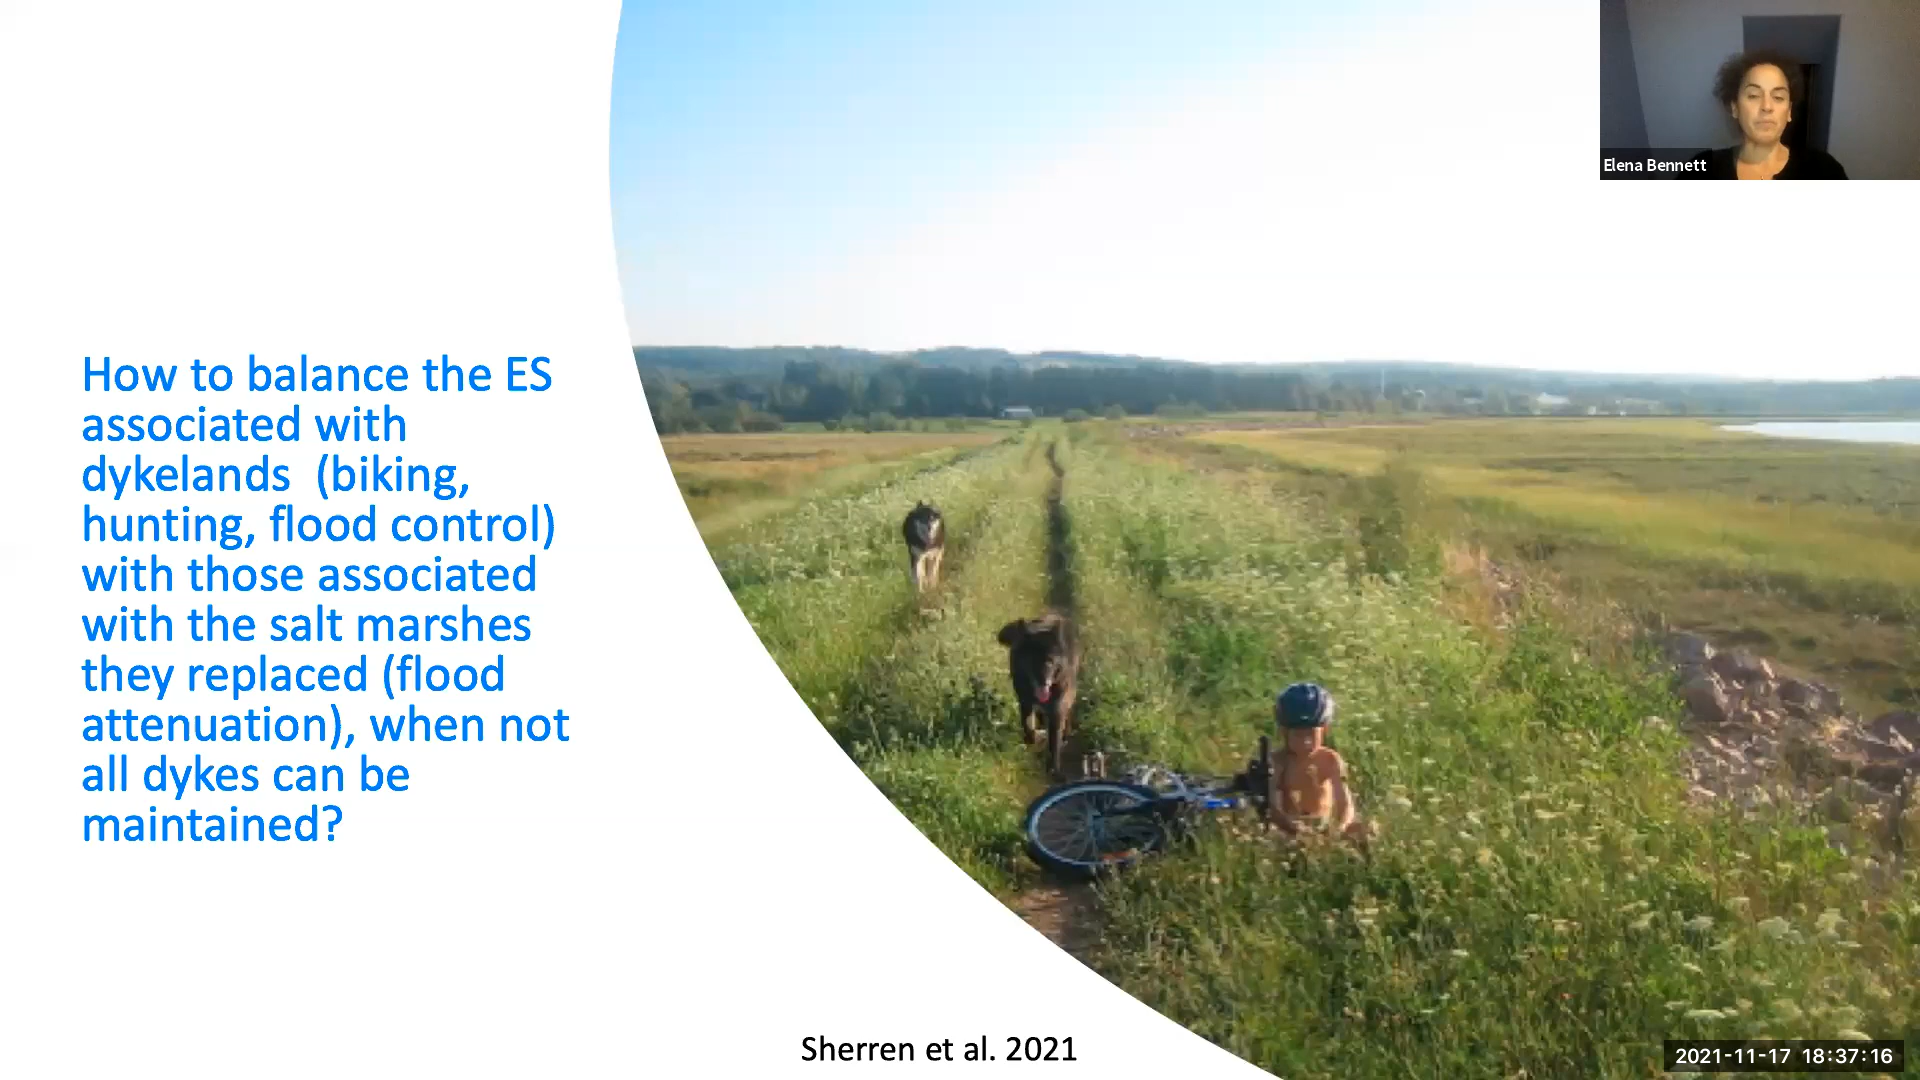 Elena Bennett
How to balance the ES
associated with
dykelands  (biking,
hunting, flood control)
with those associated
with the salt marshes
they replaced (flood
attenuation), when not
all dykes can be
maintained?
Sherren et al. 2021
2021-11-17 18:37:16